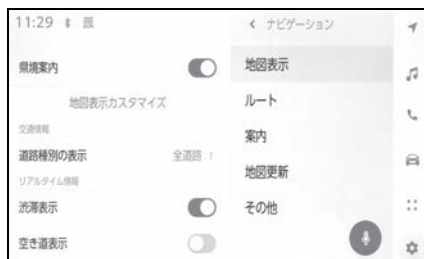 11:29
県境案内
地図表示カスタマイズ
交通情報
道路種別の表示 全道路
リアルタイム情報
渋滞表示
空き道表示
ナビゲーション
地図表示
ルート
案内
地図更新
その他